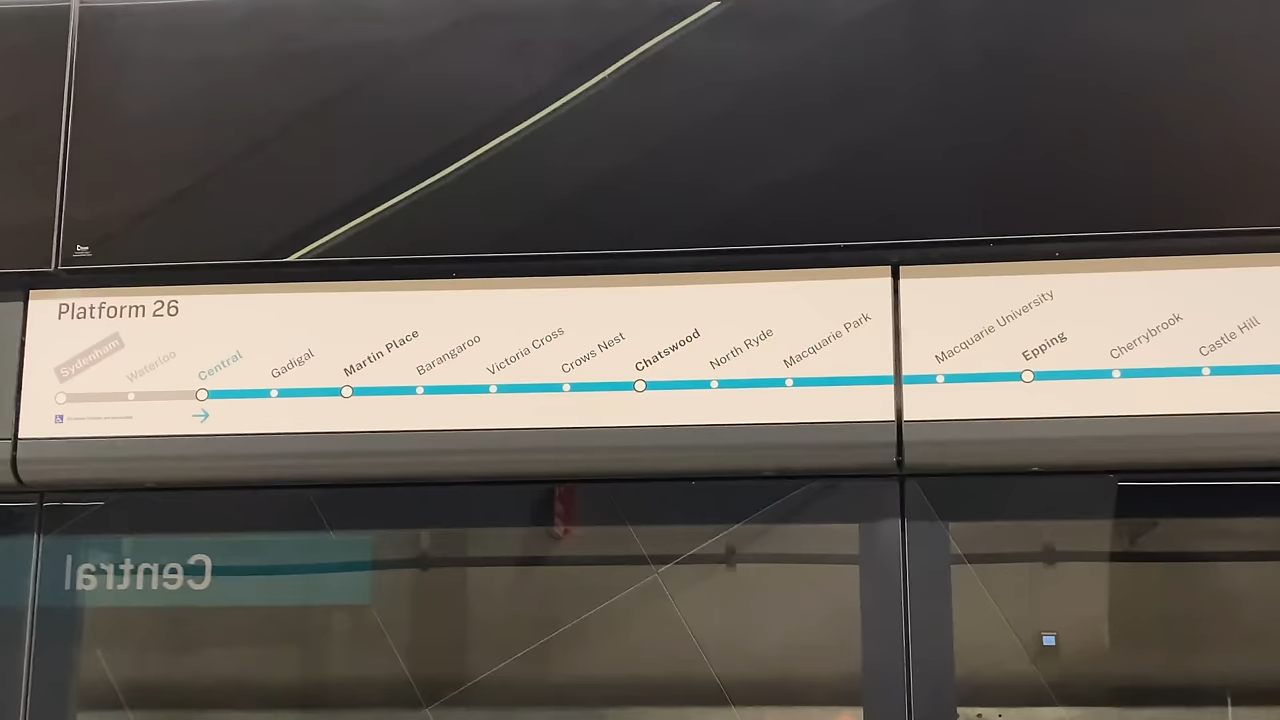 Platform 26
Sydenham
Waterloo
Central
Gadigal
Martin Place
Barangaroo
Victoria Cross
Crows Nest
Chatswood
North Ryde
Macquarie Park
Macquarie University
Epping
Cherrybrook
Castle Hill
Central